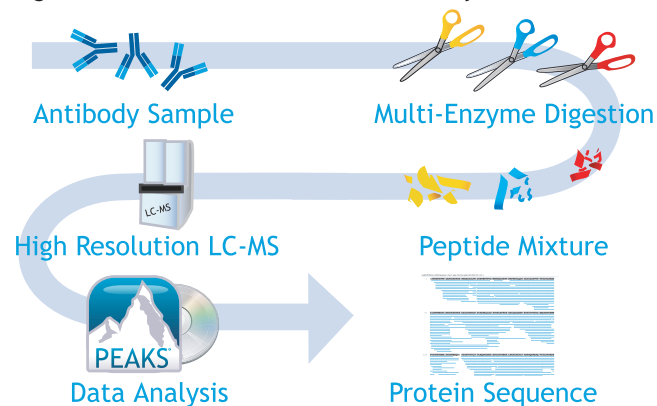 Antibody Sample
Multi-Enzyme Digestion
LC-MS
High Resolution LC-MS
Peptide Mixture
PEAKS
Data Analysis
Protein Sequence